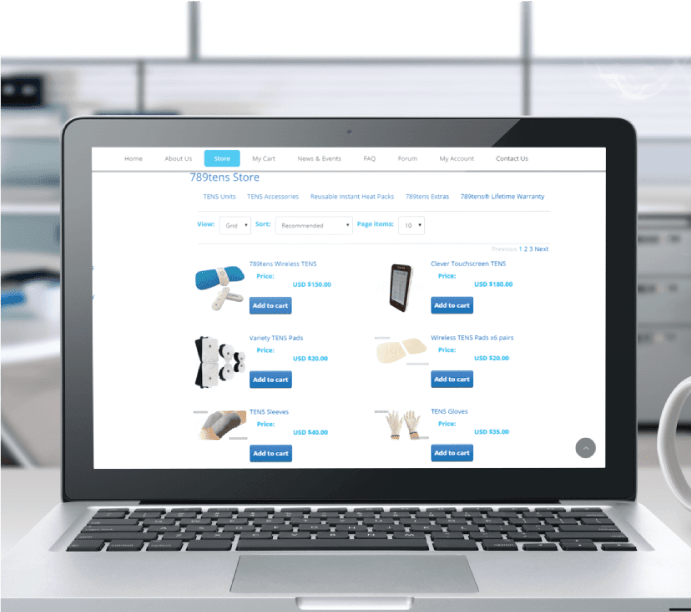 Home About Us Store My Cart News & Events FAQ Forum My Account Contact Us
789tens Store
TENS Units TENS Accessories Reusable Instant Heat Packs 789tens Extras 789tens® Lifetime Warranty
View: Grid Sort: Recommended Page Items: 10
Previous 1 2 3 Next
789tens Wireless TENS
Price:
USD $150.00
Add to cart
Clever Touchscreen TENS
Price:
USD $180.00
Add to cart
Variety TENS Pads
Price:
USD $20.00
Add to cart
Wireless TENS Pads x6 pairs
Price:
USD $20.00
Add to cart
TENS Sleeves
Price:
USD $40.00
Add to cart
TENS Gloves
Price:
USD $35.00
Add to cart